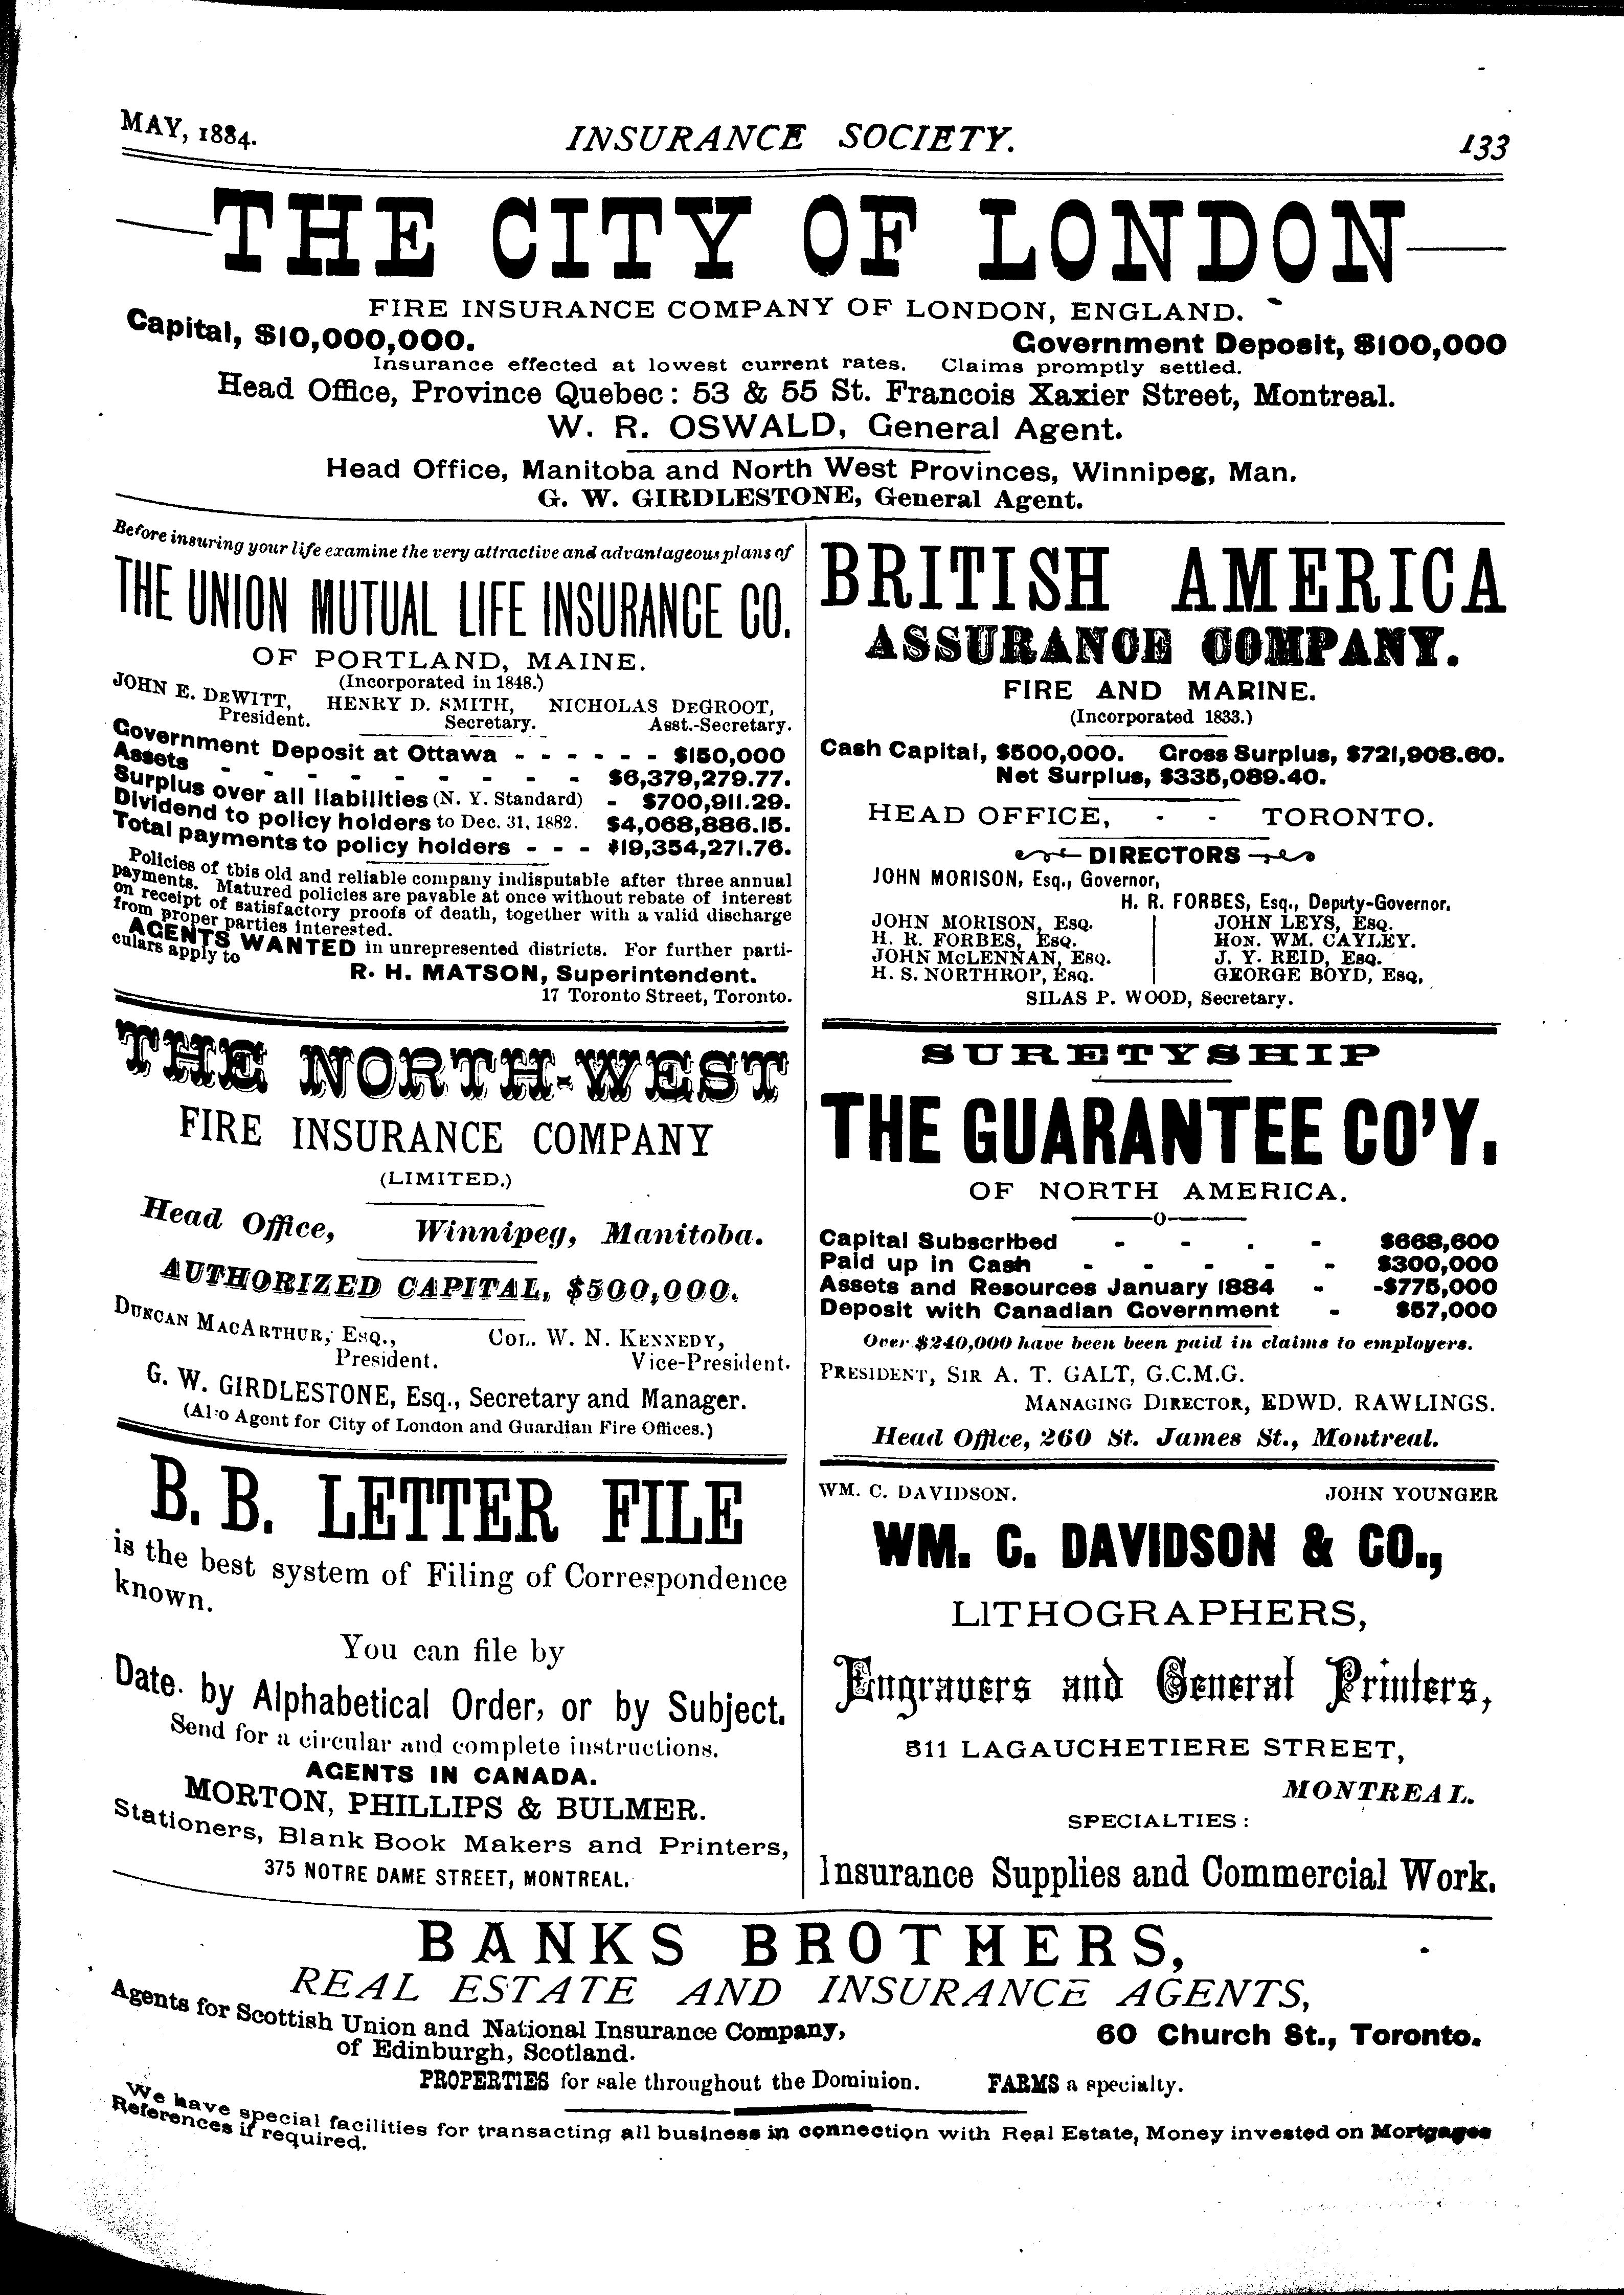 MAY, 1884.
INSURANCE SOCIETY.
133
THE CITY OF LONDON
FIRE INSURANCE COMPANY OF LONDON, ENGLAND.
Capital, $10,000,000.
Government Deposit, $100,000
Insurance effected at lowest current rates. Claims promptly settled.
Head Office, Province Quebec: 53 & 55 St. Francois Xaxier Street, Montreal.
W. R. OSWALD, General Agent.
Head Office, Manitoba and North West Provinces, Winnipeg, Man.
G. W. GIRDLESTONE, General Agent.
Before insuring your life examine the very attractive and advantageous plans of
THE UNION MUTUAL LIFE INSURANCE CO.
OF PORTLAND, MAINE.
(Incorporated in 1848.)
JOHN E. DEWITT, HENRY D. SMITH, NICHOLAS DEGROOT,
President. Secretary. Asst.-Secretary.
Government Deposit at Ottawa - - - - - - $150,000
Assets - - - - - - - - - $6,379,279.77.
Surplus over all liabilities (N. Y. Standard) - $700,911.29.
Dividend to policy holders to Dec. 31, 1882. $4,068,886.15.
Total payments to policy holders - - - $19,354,271.76.
Policies of this old and reliable company indisputable after three annual
payments. Matured policies are payable at once without rebate of interest
on receipt of satisfactory proofs of death, together with a valid discharge
from proper parties interested.
AGENTS WANTED in unrepresented districts. For further parti-
culars apply to
R. H. MATSON, Superintendent.
17 Toronto Street, Toronto.
THE NORTH-WEST
FIRE INSURANCE COMPANY
(LIMITED.)
Head Office, Winnipeg, Manitoba.
AUTHORIZED CAPITAL, $500,000.
DUNCAN MACARTHUR, ESQ., COL. W. N. KENNEDY,
President. Vice-President.
G. W. GIRDLESTONE, Esq., Secretary and Manager.
(Also Agent for City of London and Guardian Fire Offices.)
B. B. LETTER FILE
is the best system of Filing of Correspondence
known.
You can file by
Date. by Alphabetical Order, or by Subject.
Send for a circular and complete instructions.
AGENTS IN CANADA.
MORTON, PHILLIPS & BULMER.
Stationers, Blank Book Makers and Printers,
375 NOTRE DAME STREET, MONTREAL.
BRITISH AMERICA
ASSURANCE COMPANY.
FIRE AND MARINE.
(Incorporated 1833.)
Cash Capital, $500,000. Gross Surplus, $721,908.60.
Net Surplus, $335,089.40.
HEAD OFFICE, - - TORONTO.
DIRECTORS
JOHN MORISON, Esq., Governor,
H. R. FORBES, Esq., Deputy-Governor.
JOHN MORISON, ESQ. JOHN LEYS, ESQ.
H. R. FORBES, ESQ. HON. WM. CAYLEY.
JOHN MCLENNAN, ESQ. J. Y. REID, ESQ.
H. S. NORTHROP, ESQ. GEORGE BOYD, ESQ,
SILAS P. WOOD, Secretary.
SURETYSHIP
THE GUARANTEE CO'Y.
OF NORTH AMERICA.
Capital Subscribed - - . - $668,600
Paid up in Cash - - - - - $300,000
Assets and Resources January 1884 - -$775,000
Deposit with Canadian Government - $57,000
Over $240,000 have been been paid in claims to employers.
PRESIDENT, SIR A. T. GALT, G.C.M.G.
MANAGING DIRECTOR, EDWD. RAWLINGS.
Head Office, 260 St. James St., Montreal.
WM. C. DAVIDSON. JOHN YOUNGER
WM. C. DAVIDSON & CO.,
LITHOGRAPHERS,
Engravers and General Printers,
511 LAGAUCHETIERE STREET,
MONTREAL.
SPECIALTIES:
Insurance Supplies and Commercial Work.
BANKS BROTHERS,
REAL ESTATE AND INSURANCE AGENTS,
Agents for Scottish Union and National Insurance Company,
of Edinburgh, Scotland.
60 Church St., Toronto.
PROPERTIES for sale throughout the Dominion. FARMS a specialty.
We have special facilities for transacting all business in connection with Real Estate, Money invested on Mortgages
References if required.